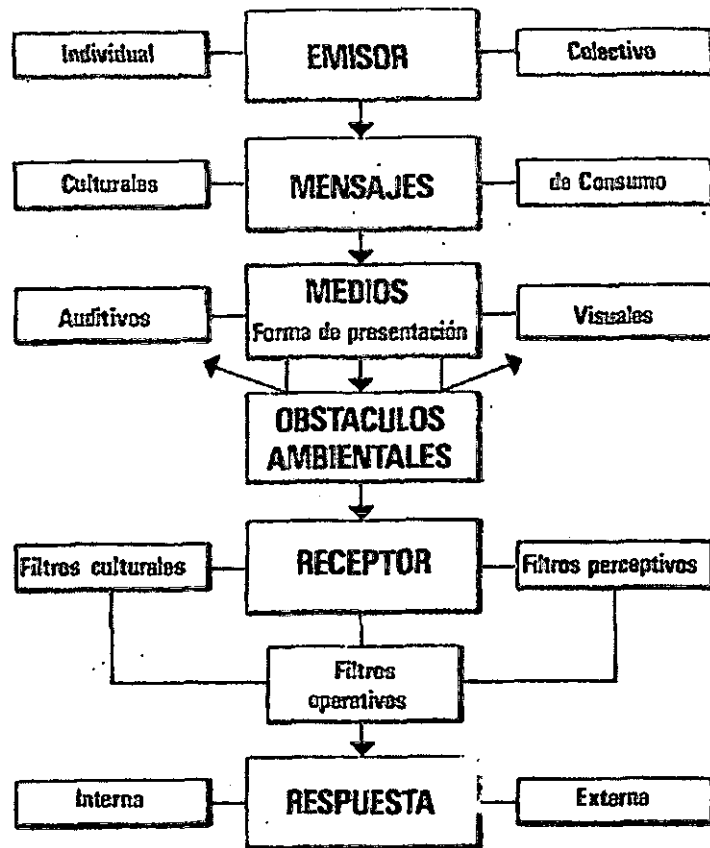 Individual
EMISOR
Colectivo
Culturales
MENSAJES
de Consumo
Auditivos
MEDIOS
Forma de presentación
Visuales
OBSTACULOS
AMBIENTALES
Filtros culturales
RECEPTOR
Filtros perceptivos
Filtros
operativos
Interna
RESPUESTA
Externa